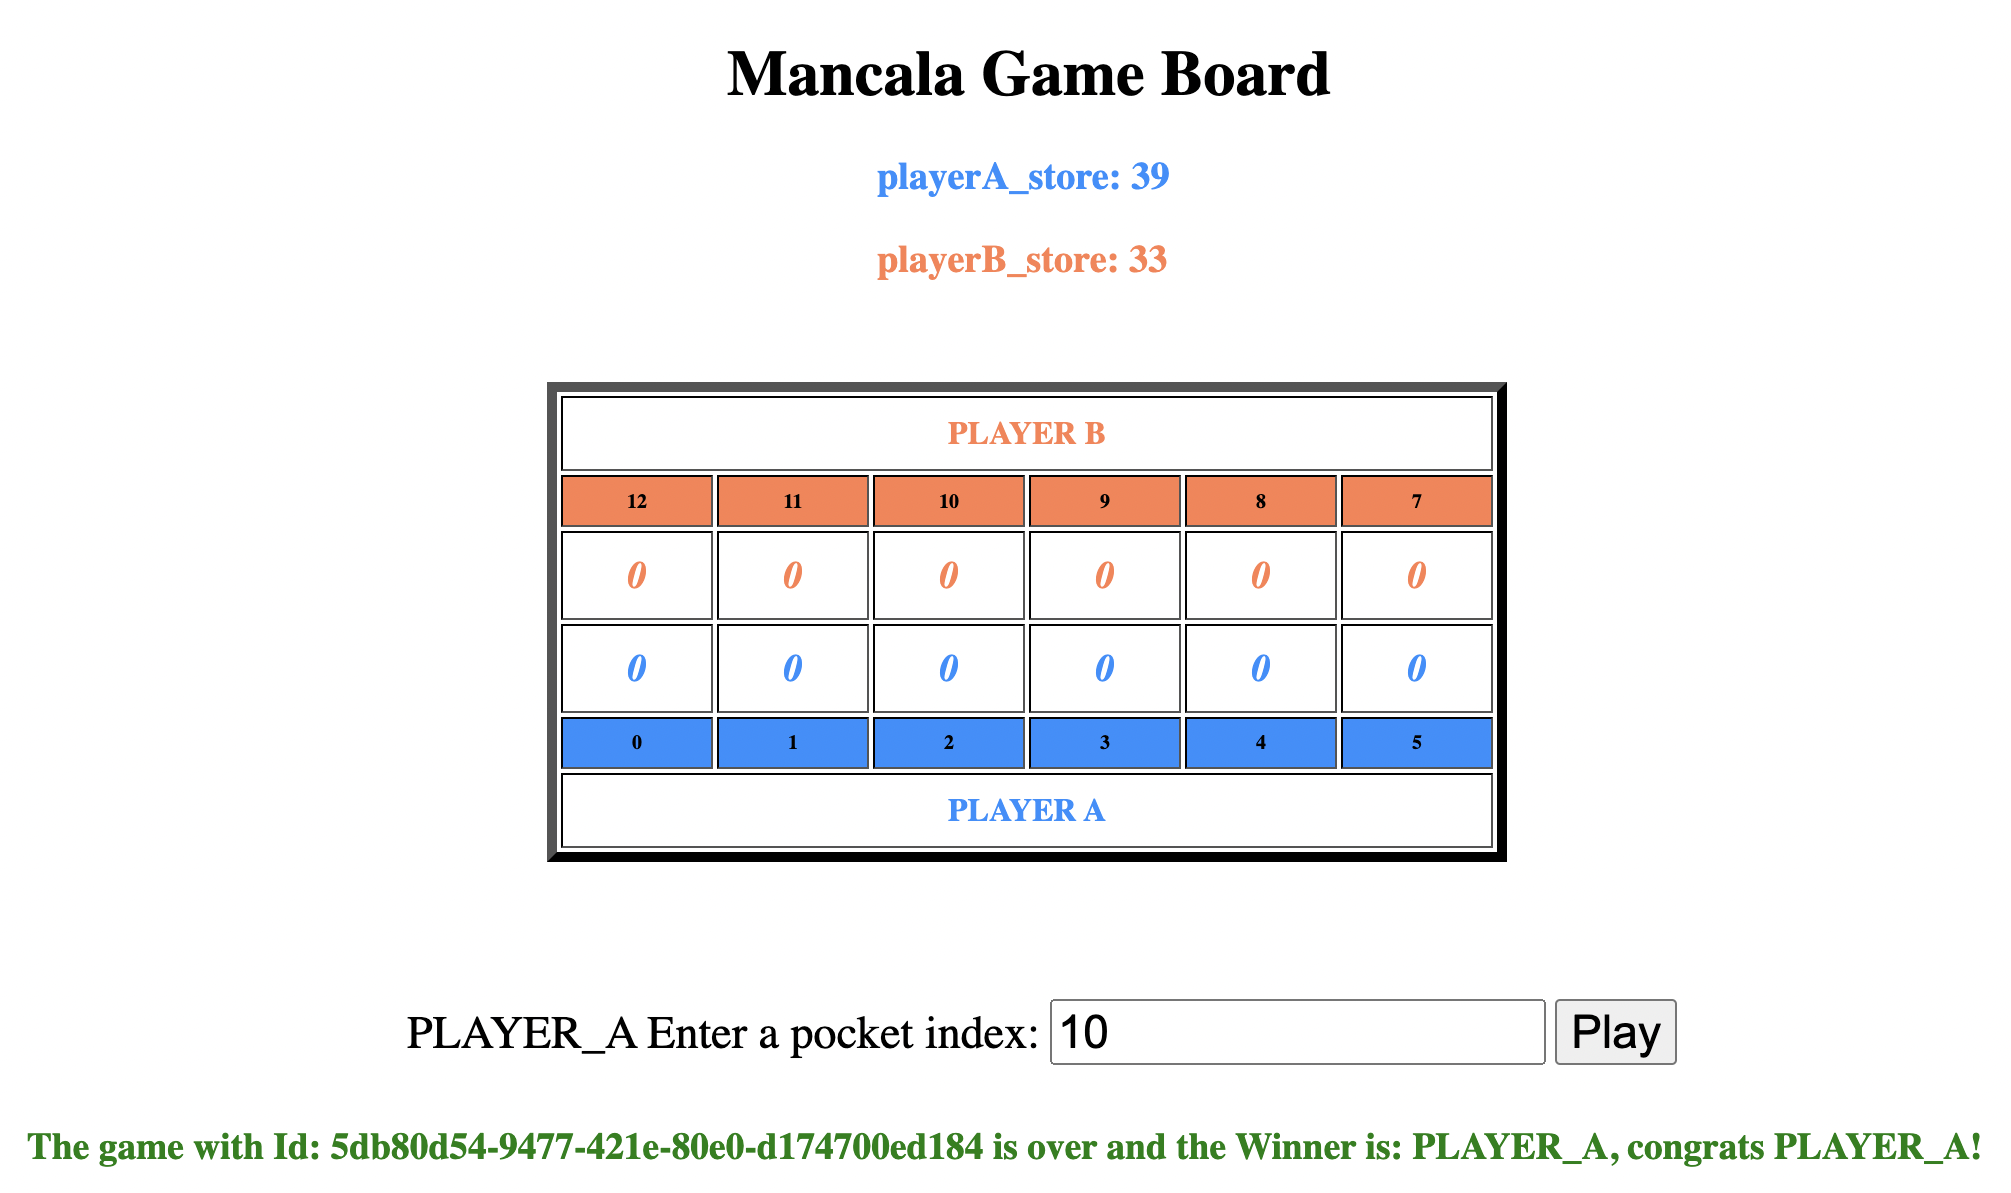 Mancala Game Board
playerA_store: 39
playerB_store: 33
PLAYER B
12 11 10 9 8 7
0 0 0 0 0 0
0 0 0 0 0 0
0 1 2 3 4 5
PLAYER A
PLAYER_A Enter a pocket index: 10 Play
The game with Id: 5db80d54-9477-421e-80e0-d174700ed184 is over and the Winner is: PLAYER_A, congrats PLAYER_A!